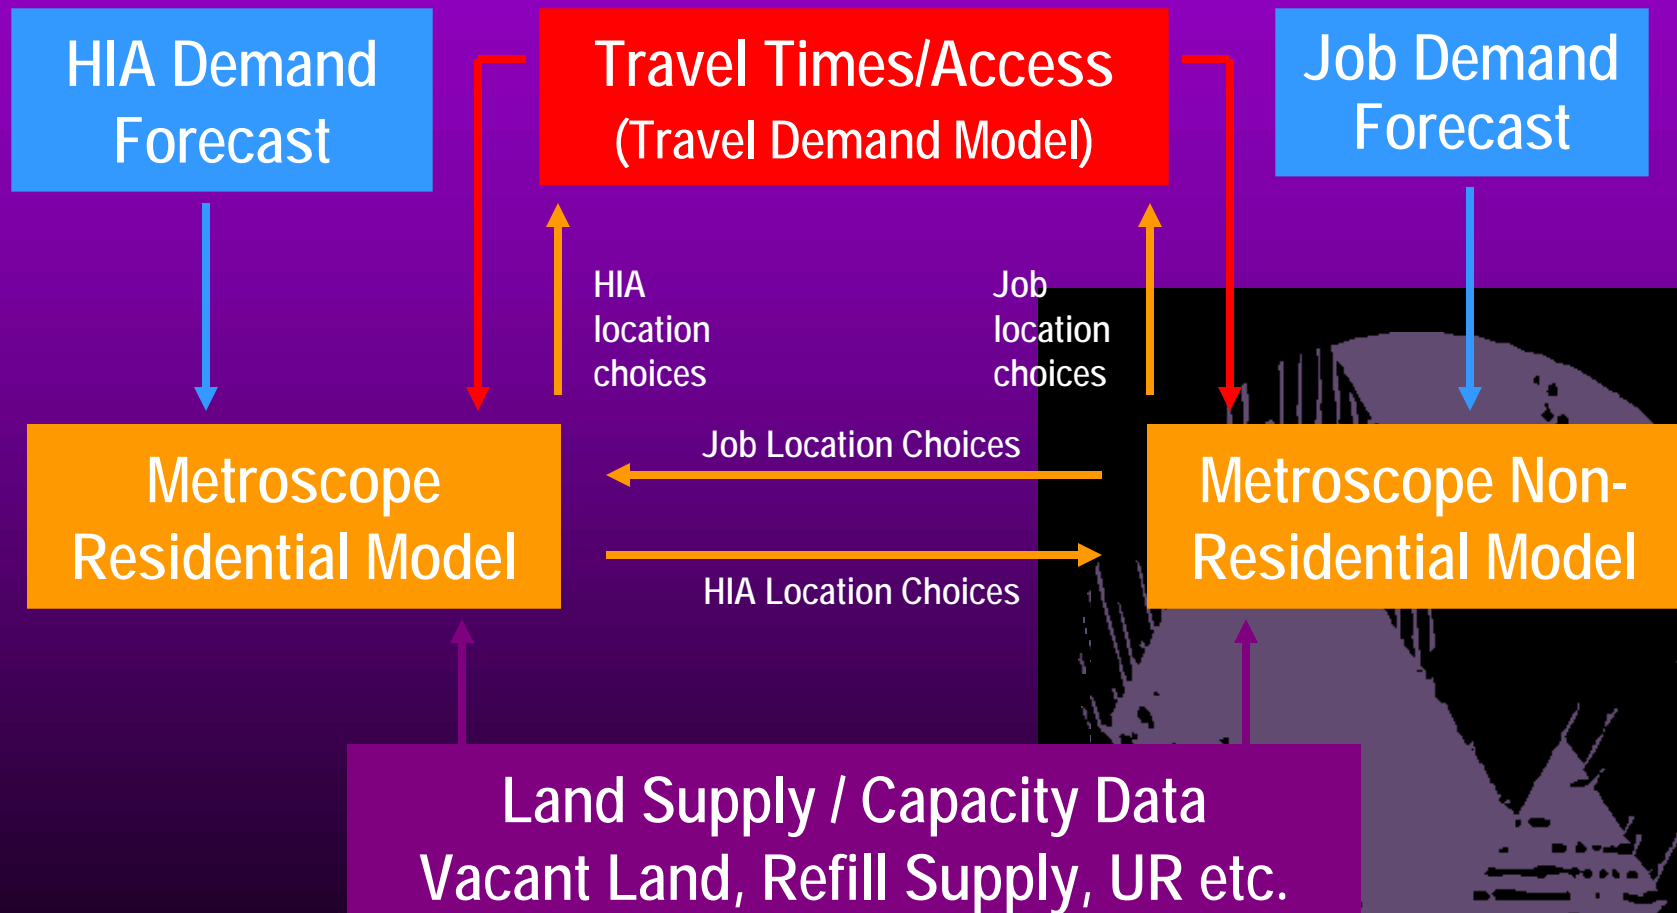 HIA Demand
Forecast
Travel Times/Access
(Travel Demand Model)
Job Demand
Forecast
HIA
location
choices
Job
location
choices
Job Location Choices
HIA Location Choices
Metroscope
Residential Model
Metroscope Non-
Residential Model
Land Supply / Capacity Data
Vacant Land, Refill Supply, UR etc.